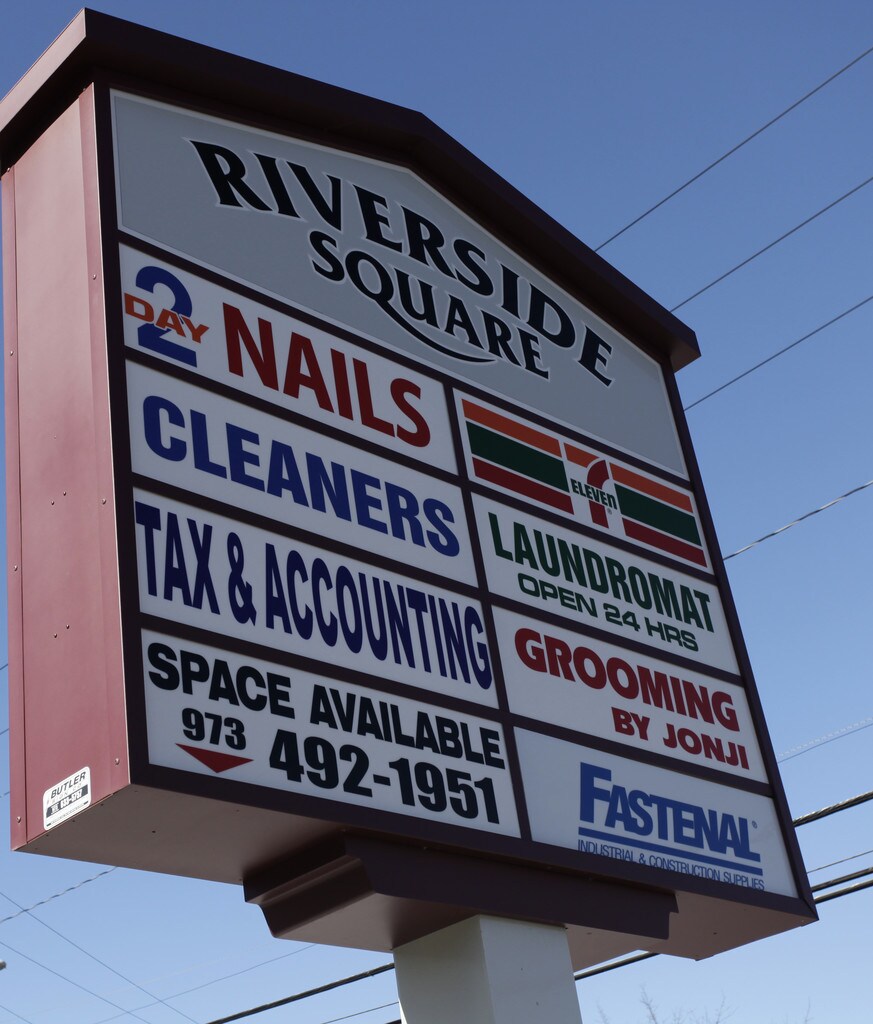 RIVERSIDE
SQUARE
2 DAY NAILS
CLEANERS
TAX & ACCOUNTING
SPACE AVAILABLE
973 492-1951
7 ELEVEN
LAUNDROMAT
OPEN 24 HRS
GROOMING
BY JONJI
FASTENAL®
INDUSTRIAL & CONSTRUCTION SUPPLIES
BUTLER